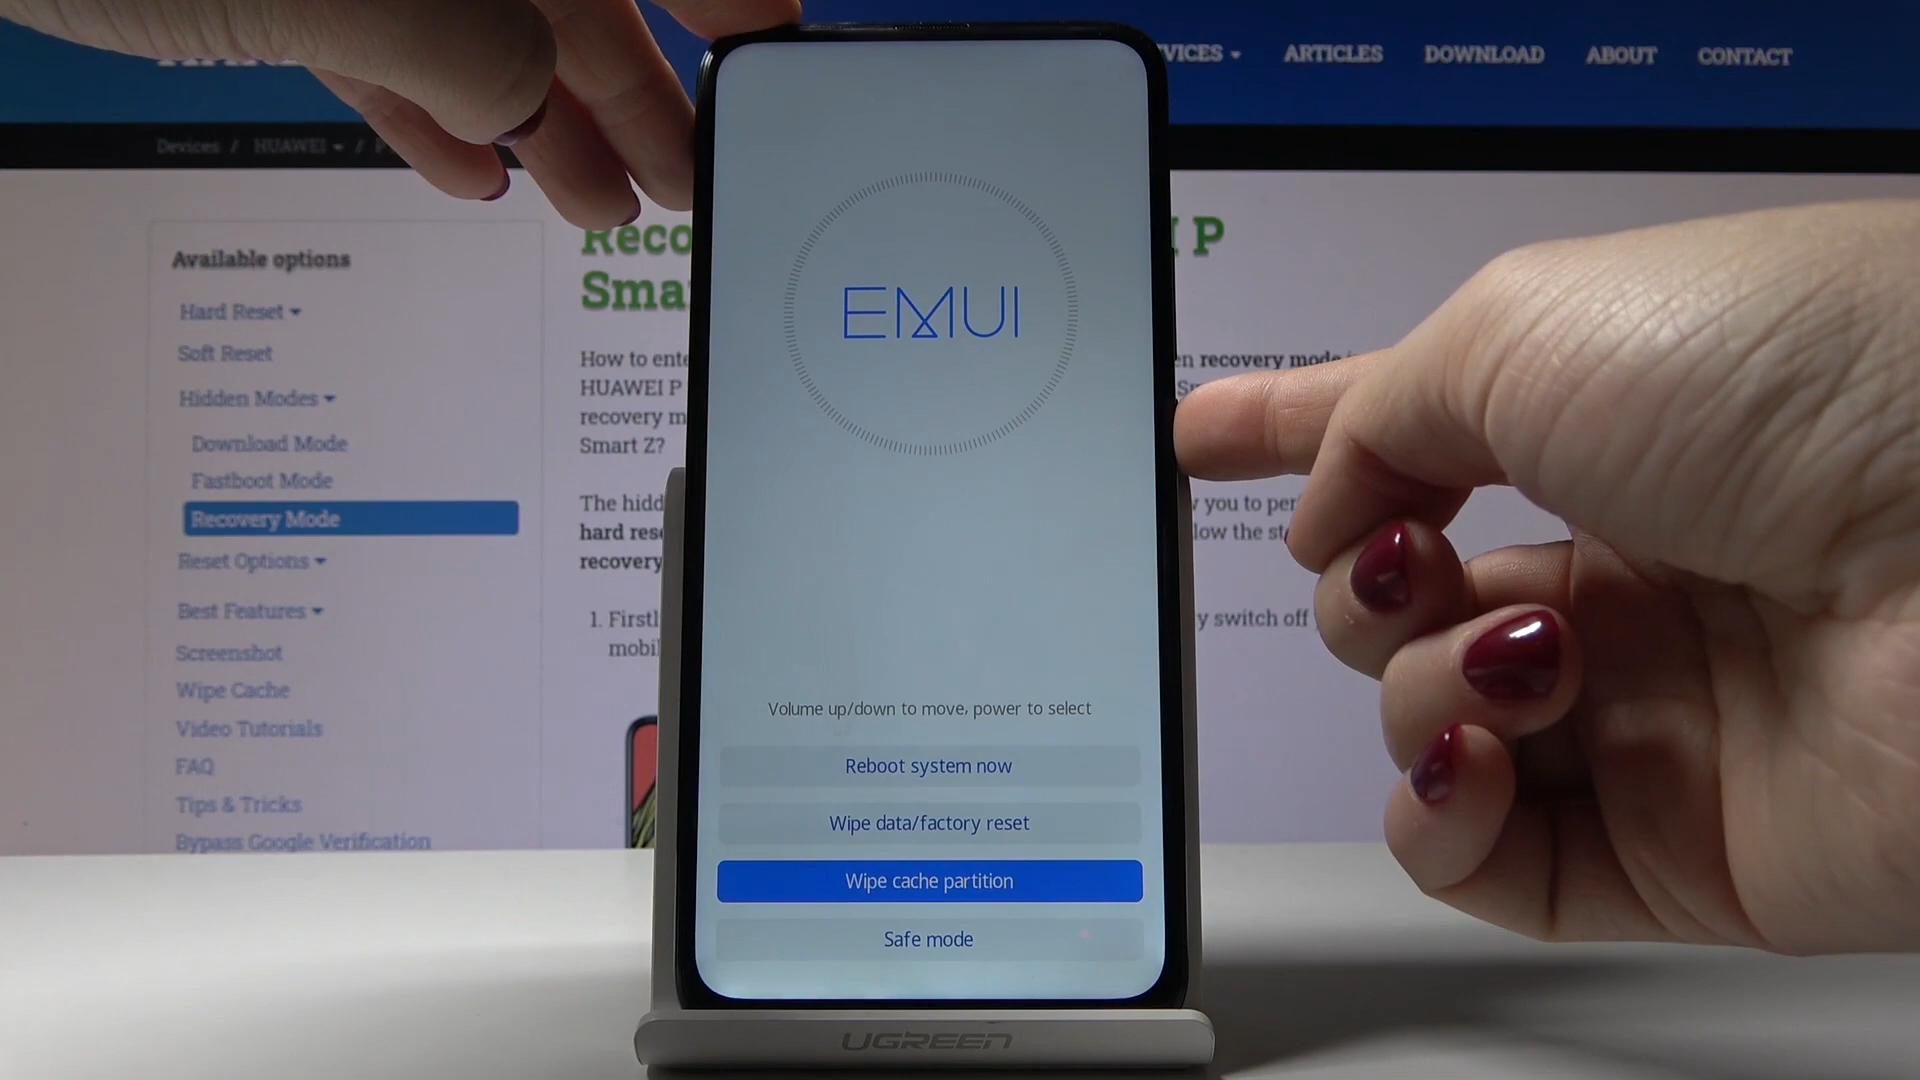 VICES ARTICLES DOWNLOAD ABOUT CONTACT
Devices / HUAWEI / P
Available options
Hard Reset
Soft Reset
Hidden Modes
Download Mode
Fastboot Mode
Recovery Mode
Reset Options
Best Features
Screenshot
Wipe Cache
Video Tutorials
FAQ
Tips & Tricks
Bypass Google Verification
Reco I P
Smar
How to ente en recovery mode
HUAWEI P
recovery m
Smart Z?
The hidd you to per
hard rese low the st
recovery
1. Firstl y switch off
mobil
EMUI
Volume up/down to move, power to select
Reboot system now
Wipe data/factory reset
Wipe cache partition
Safe mode
UGREEN